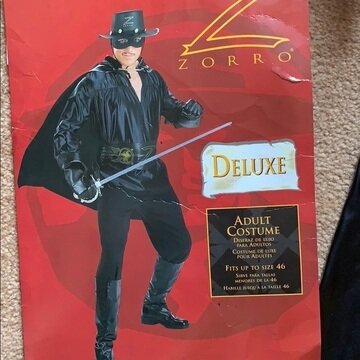 ZORRO®
DELUXE
ADULT
COSTUME
DISFRAZ DE LUJO
PARA ADULTOS
COSTUME DE LUXE
POUR ADULTES
FITS UP TO SIZE 46
SIRVE PARA TALLAS
MENORES DE LA 46
HABILLE JUSQU'À LA TAILLE 46